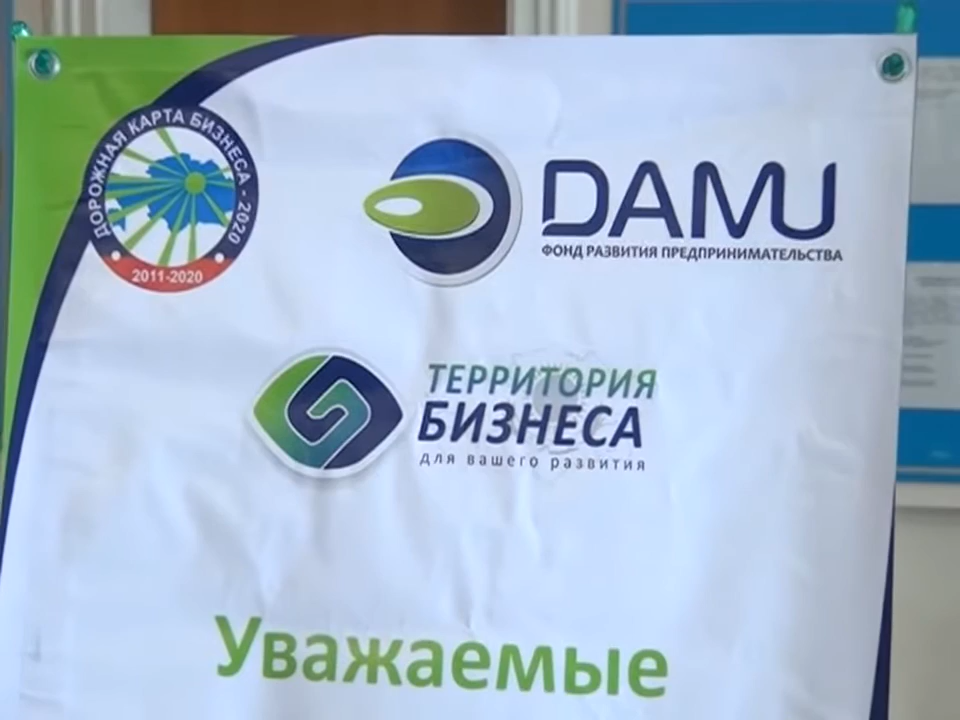 ДОРОЖНАЯ КАРТА БИЗНЕСА - 2020
2011-2020
DAMU
ФОНД РАЗВИТИЯ ПРЕДПРИНИМАТЕЛЬСТВА
ТЕРРИТОРИЯ
БИЗНЕСА
для вашего развития
Уважаемые